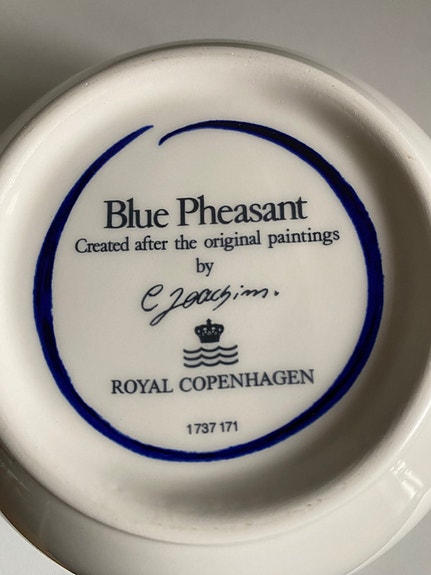 Blue Pheasant
Created after the original paintings
by
C Joachim.
ROYAL COPENHAGEN
1737 171